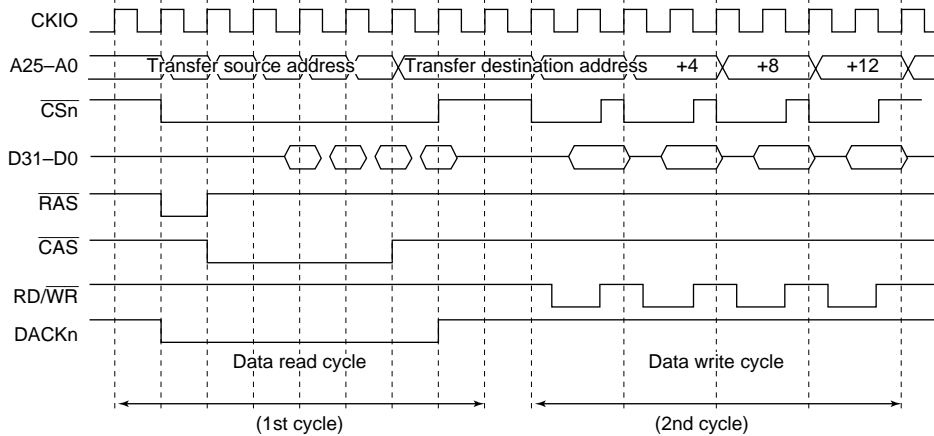 CKIO
A25–A0 Transfer source address Transfer destination address +4 +8 +12
CSn
D31–D0
RAS
CAS
RD/WR
DACKn
Data read cycle Data write cycle
(1st cycle) (2nd cycle)